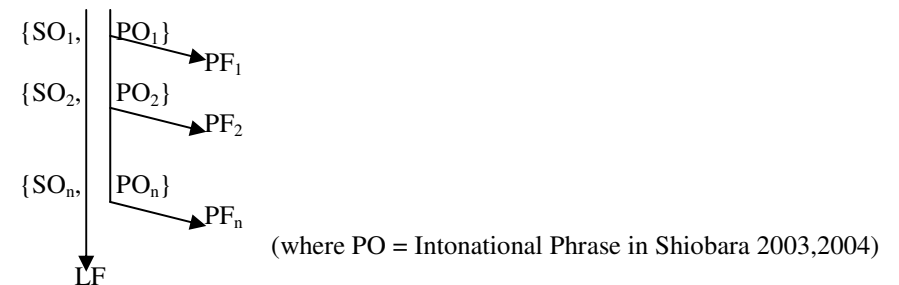 {SO₁, PO₁}
PF₁
{SO₂, PO₂}
PF₂
{SOₙ, POₙ}
PFₙ
(where PO = Intonational Phrase in Shiobara 2003,2004)
LF